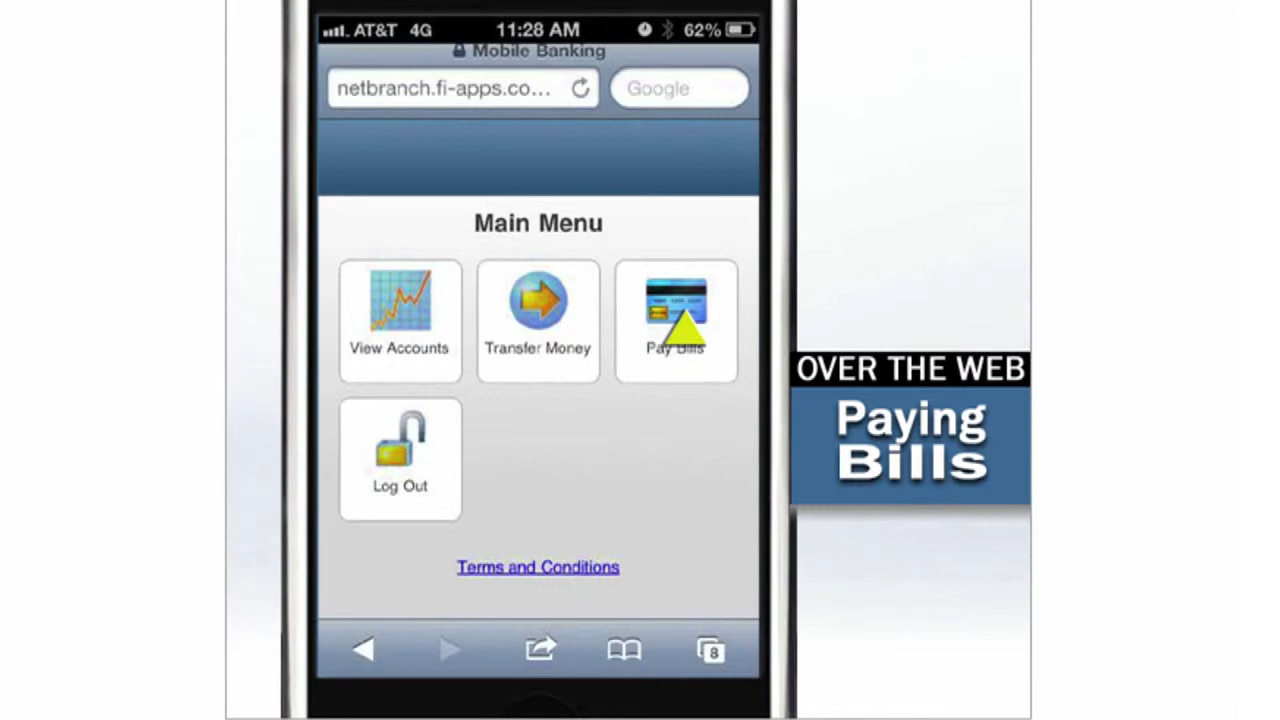 AT&T 4G 11:28 AM 62%
Mobile Banking
netbranch.fi-apps.co... Google
Main Menu
View Accounts Transfer Money Pay Bills
Log Out
Terms and Conditions
8
OVER THE WEB
Paying
Bills